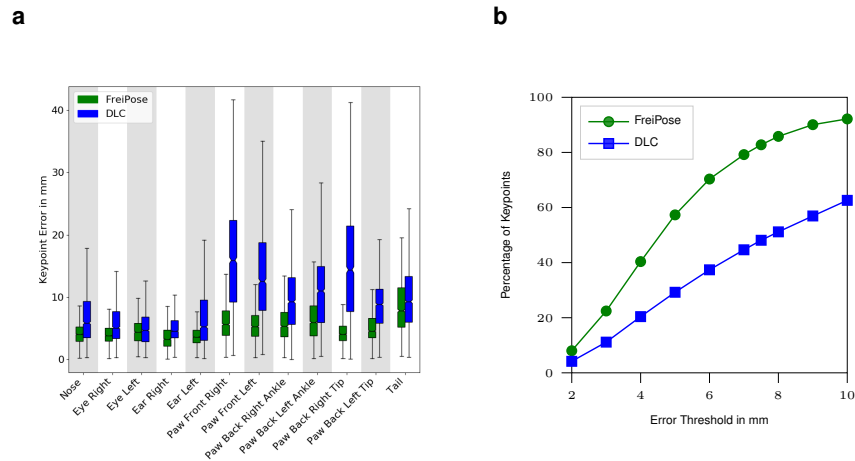 a
FreiPose
DLC
Keypoint Error in mm
40
30
20
10
0
Nose
Eye Right
Eye Left
Ear Right
Ear Left
Paw Front Right
Paw Front Left
Paw Back Right Ankle
Paw Back Left Ankle
Paw Back Right Tip
Paw Back Left Tip
Tail
b
FreiPose
DLC
Percentage of Keypoints
100
80
60
40
20
0
2
4
6
8
10
Error Threshold in mm